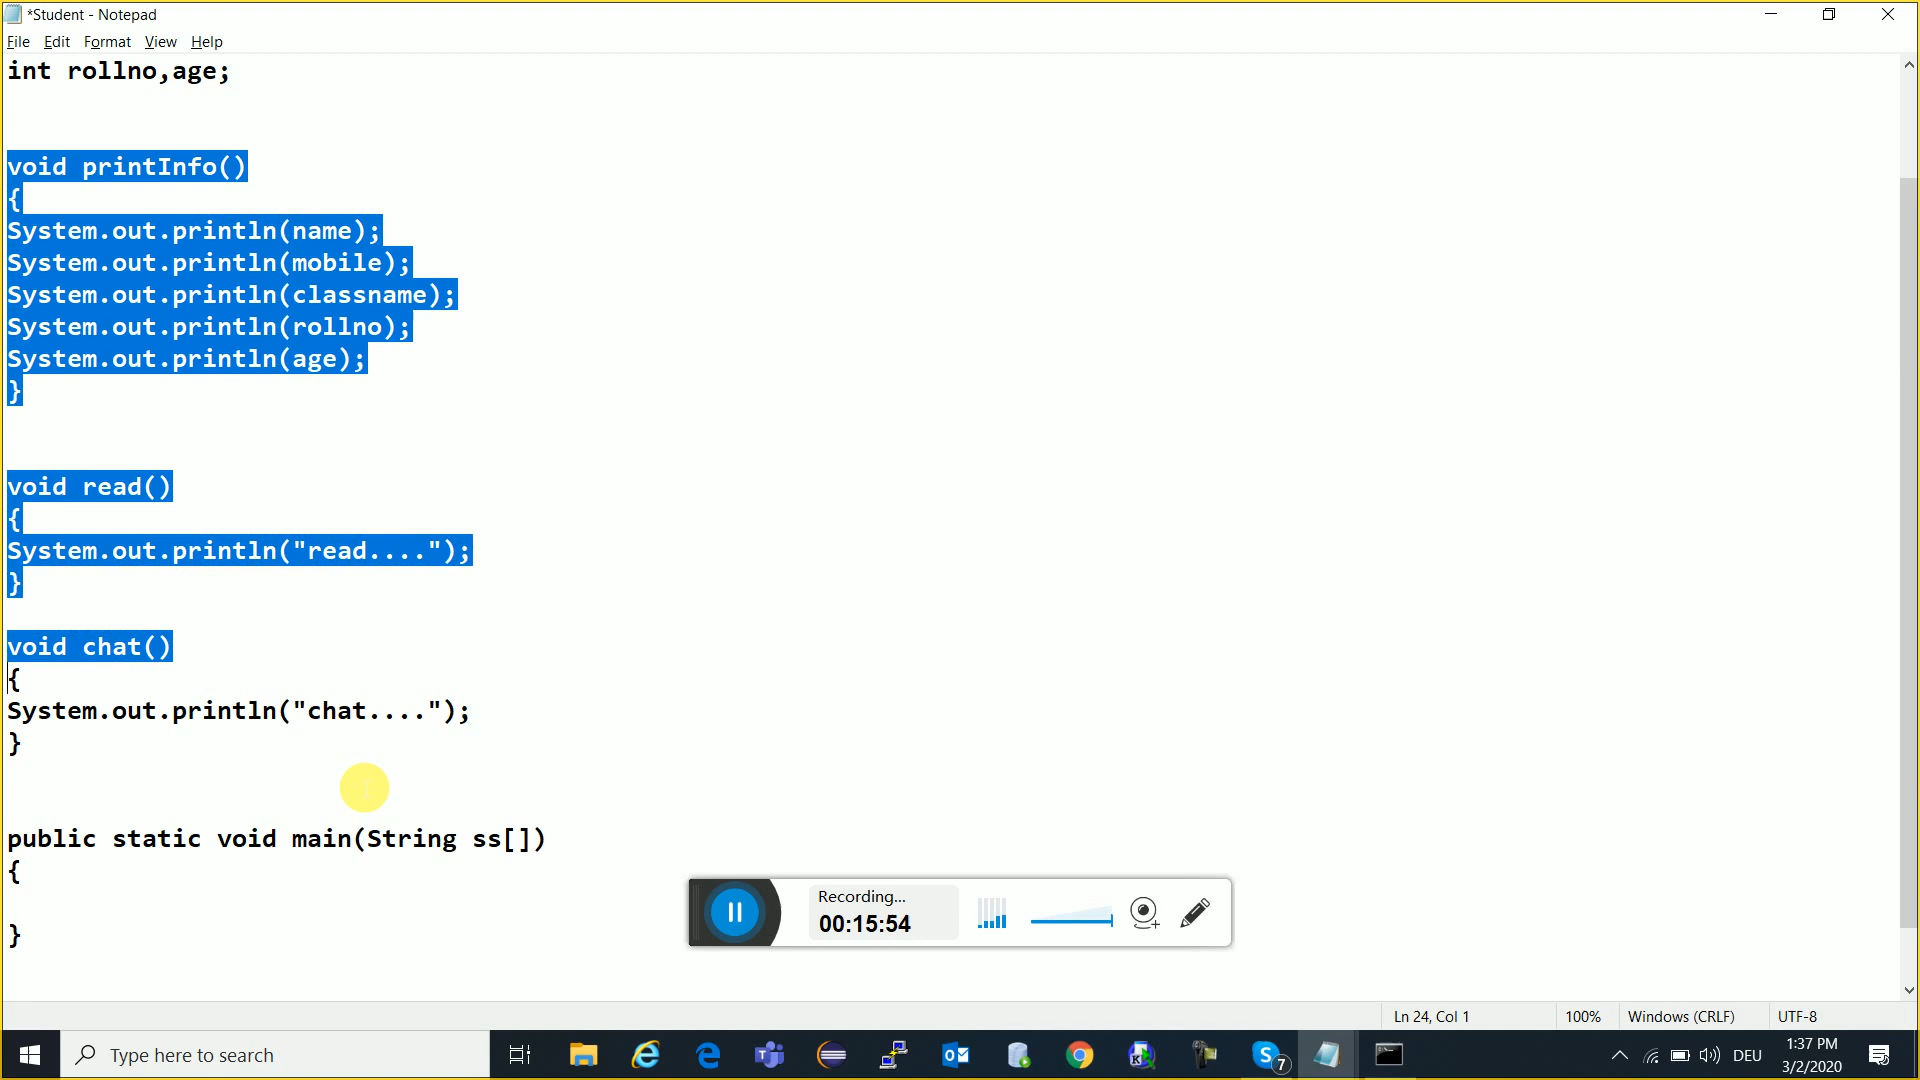 *Student - Notepad
File Edit Format View Help
int rollno,age;
void printInfo()
{
System.out.println(name);
System.out.println(mobile);
System.out.println(classname);
System.out.println(rollno);
System.out.println(age);
}
void read()
{
System.out.println("read....");
}
void chat()
{
System.out.println("chat....");
}
public static void main(String ss[])
{
}
Recording...
00:15:54
Ln 24, Col 1
100%
Windows (CRLF)
UTF-8
Type here to search
7
DEU
1:37 PM
3/2/2020